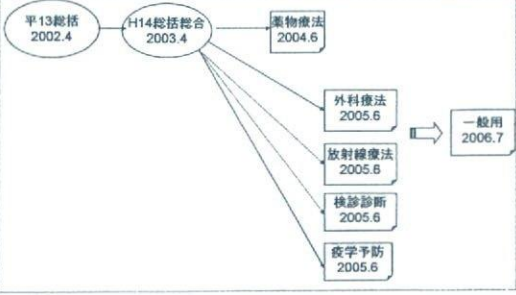 平13総括
2002.4
H14総括総合
2003.4
薬物療法
2004.6
外科療法
2005.6
一般用
2006.7
放射線療法
2005.6
検診診断
2005.6
疫学予防
2005.6